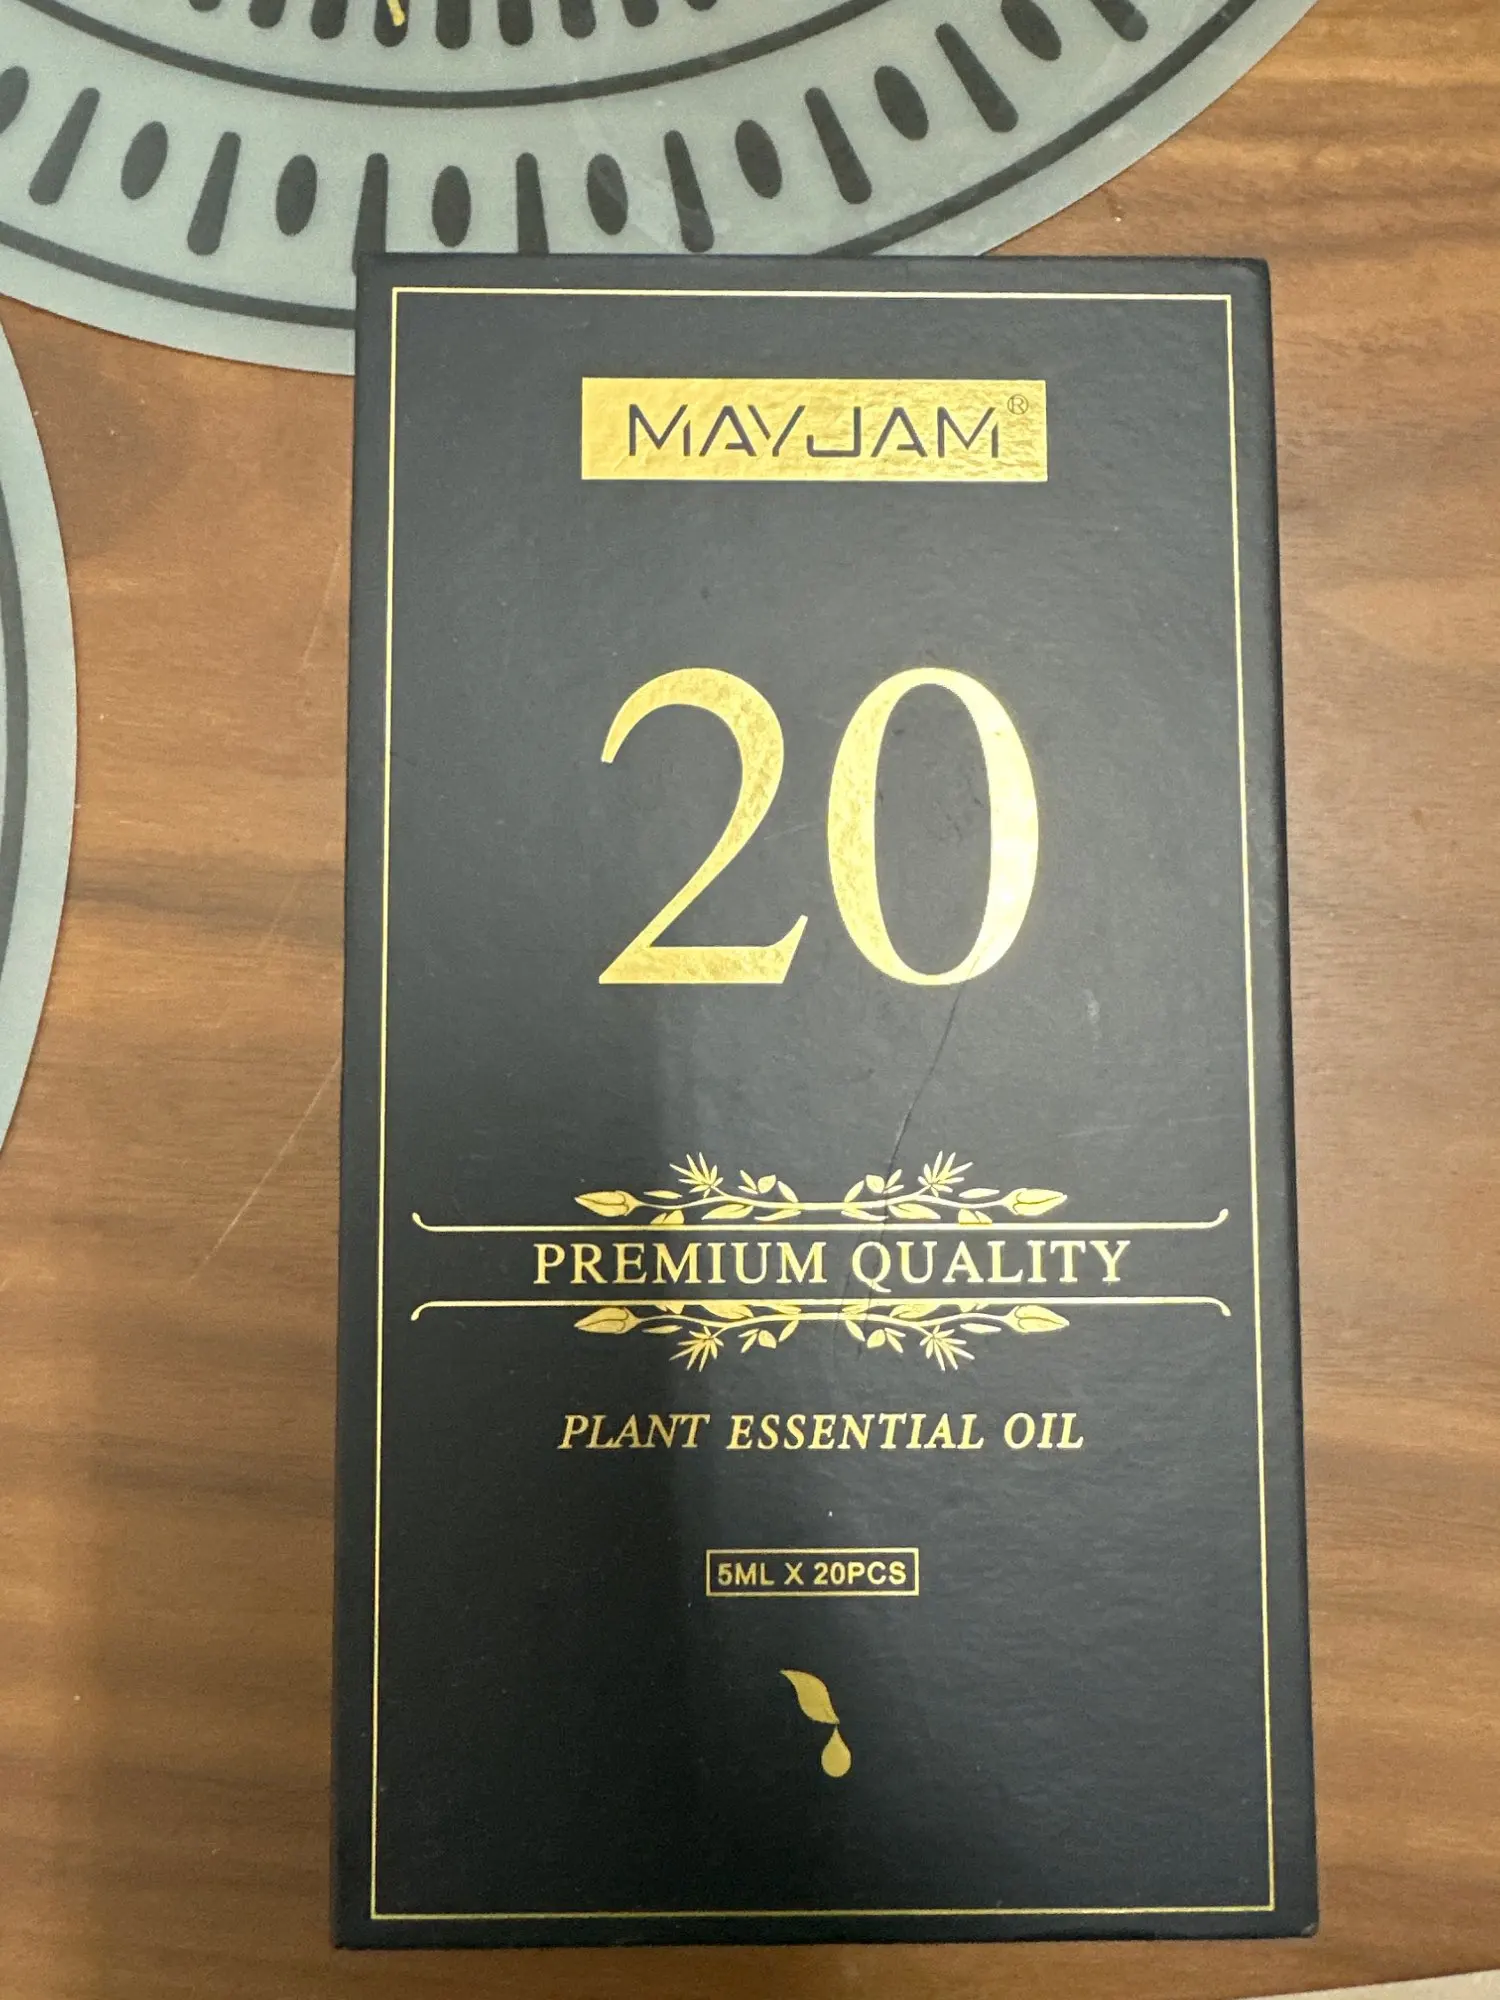 MAYJAM®
20
PREMIUM QUALITY
PLANT ESSENTIAL OIL
5ML X 20PCS